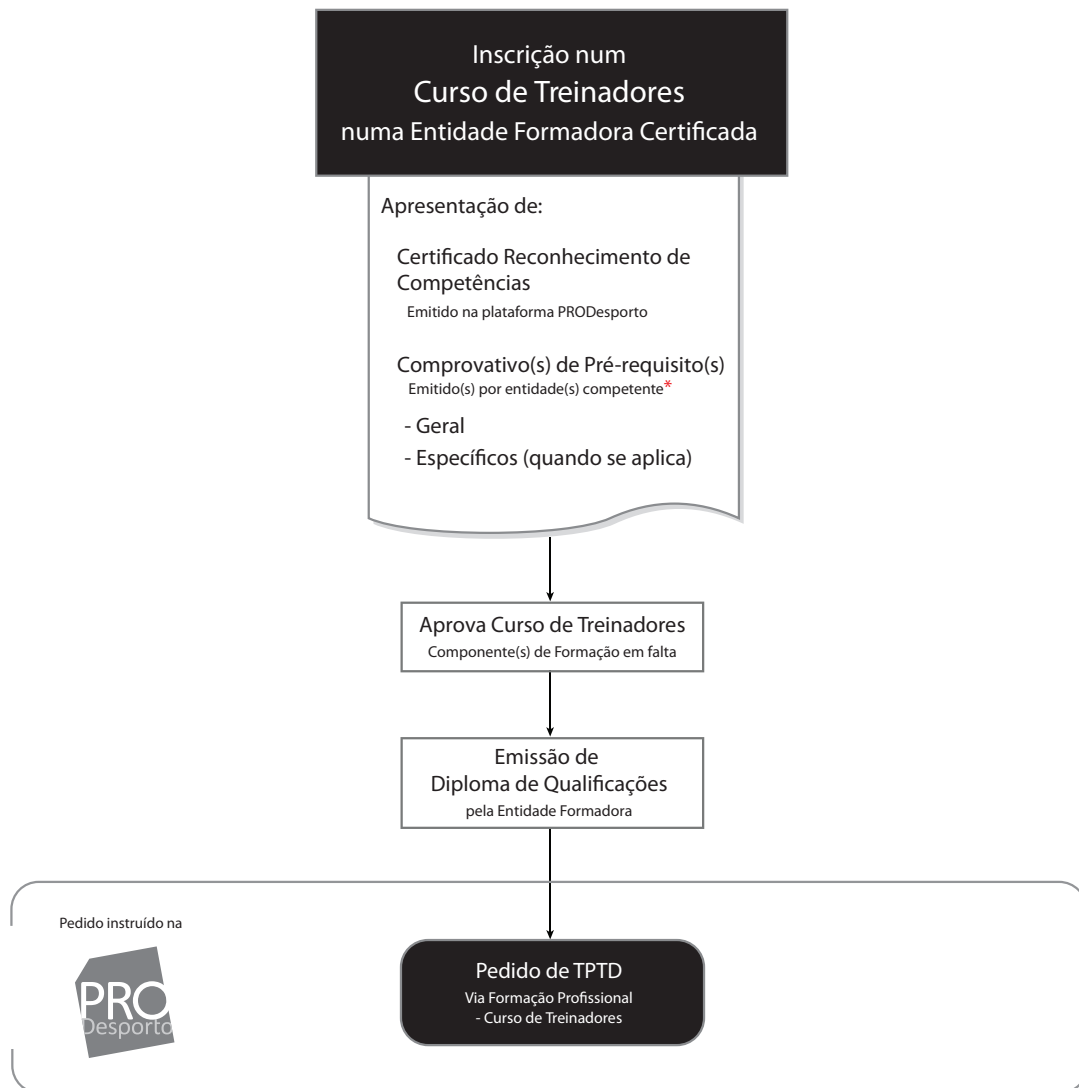 Inscrição num
Curso de Treinadores
numa Entidade Formadora Certificada
Apresentação de:
Certificado Reconhecimento de
Competências
Emitido na plataforma PRODesporto
Comprovativo(s) de Pré-requisito(s)
Emitido(s) por entidade(s) competente*
- Geral
- Específicos (quando se aplica)
Aprova Curso de Treinadores
Componente(s) de Formação em falta
Emissão de
Diploma de Qualificações
pela Entidade Formadora
Pedido instruído na
PRO
Desporto
Pedido de TPTD
Via Formação Profissional
- Curso de Treinadores